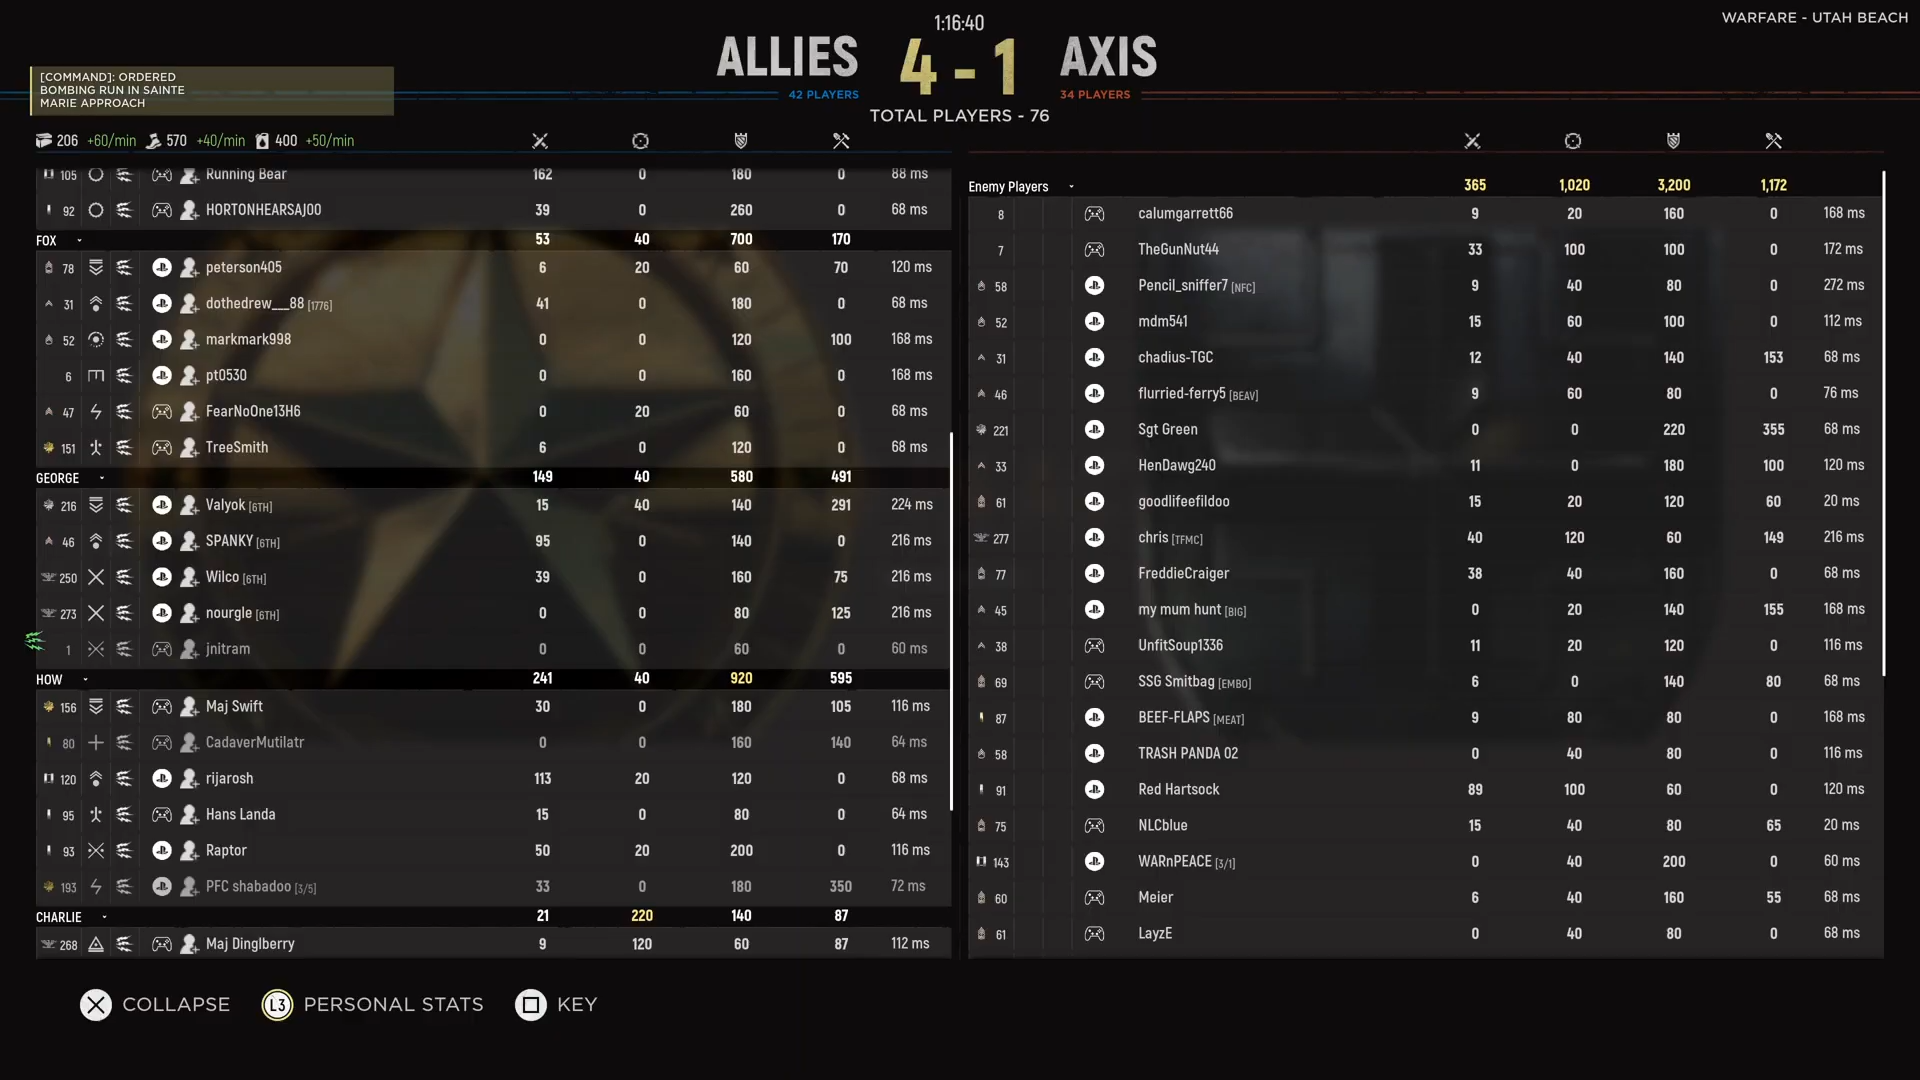 1:16:40
WARFARE - UTAH BEACH
ALLIES 4 - 1 AXIS
42 PLAYERS 34 PLAYERS
TOTAL PLAYERS - 76
[COMMAND]: ORDERED
BOMBING RUN IN SAINTE
MARIE APPROACH
206 +60/min 570 +40/min 400 +50/min
105 Running Bear 162 0 180 0 88 ms
92 HORTONHEARSAJ00 39 0 260 0 68 ms
FOX 53 40 700 170
78 peterson405 6 20 60 70 120 ms
31 dothedrew___88 [1776] 41 0 180 0 68 ms
52 markmark998 0 0 120 100 168 ms
6 pt0530 0 0 160 0 168 ms
47 FearNoOne13H6 0 20 60 0 68 ms
151 TreeSmith 6 0 120 0 68 ms
GEORGE 149 40 580 491
216 Valyok [6TH] 15 40 140 291 224 ms
46 SPANKY [6TH] 95 0 140 0 216 ms
250 Wilco [6TH] 39 0 160 75 216 ms
273 nourgle [6TH] 0 0 80 125 216 ms
1 jnitram 0 0 60 0 60 ms
HOW 241 40 920 595
156 Maj Swift 30 0 180 105 116 ms
80 CadaverMutilatr 0 0 160 140 64 ms
120 rijarosh 113 20 120 0 68 ms
95 Hans Landa 15 0 80 0 64 ms
93 Raptor 50 20 200 0 116 ms
193 PFC shabadoo [3/5] 33 0 180 350 72 ms
CHARLIE 21 220 140 87
268 Maj Dinglberry 9 120 60 87 112 ms
Enemy Players 365 1,020 3,200 1,172
8 calumgarrett66 9 20 160 0 168 ms
7 TheGunNut44 33 100 100 0 172 ms
58 Pencil_sniffer7 [NFC] 9 40 80 0 272 ms
52 mdm541 15 60 100 0 112 ms
31 chadius-TGC 12 40 140 153 68 ms
46 flurried-ferry5 [BEAV] 9 60 80 0 76 ms
221 Sgt Green 0 0 220 355 68 ms
33 HenDawg240 11 0 180 100 120 ms
61 goodlifeefildoo 15 20 120 60 20 ms
277 chris [TFMC] 40 120 60 149 216 ms
77 FreddieCraiger 38 40 160 0 68 ms
45 my mum hunt [BIG] 0 20 140 155 168 ms
38 UnfitSoup1336 11 20 120 0 116 ms
69 SSG Smitbag [EMBO] 6 0 140 80 68 ms
87 BEEF-FLAPS [MEAT] 9 80 80 0 168 ms
58 TRASH PANDA 02 0 40 80 0 116 ms
91 Red Hartsock 89 100 60 0 120 ms
75 NLCblue 15 40 80 65 20 ms
143 WARnPEACE [3/1] 0 40 200 0 60 ms
60 Meier 6 40 160 55 68 ms
61 LayzE 0 40 80 0 68 ms
COLLAPSE L3 PERSONAL STATS KEY